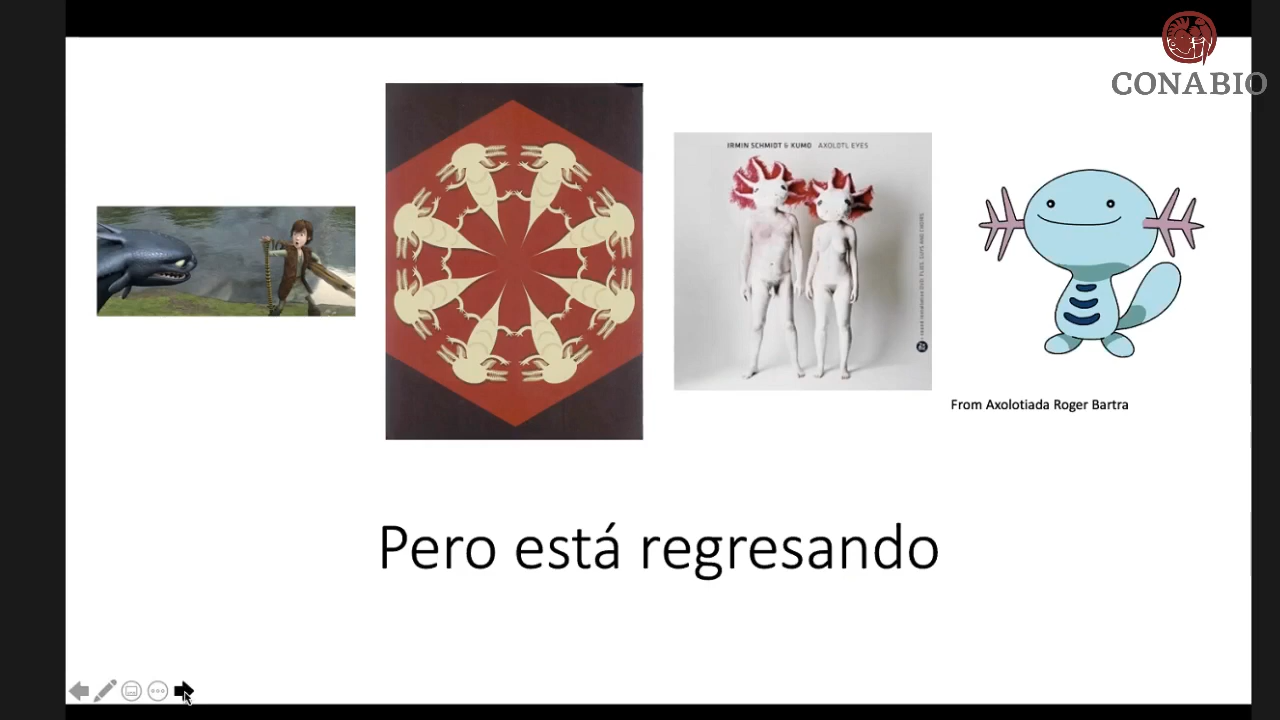 CONABIO
IRMIN SCHMIDT & KUMO AXOLOTL EYES
From Axolotiada Roger Bartra
Pero está regresando